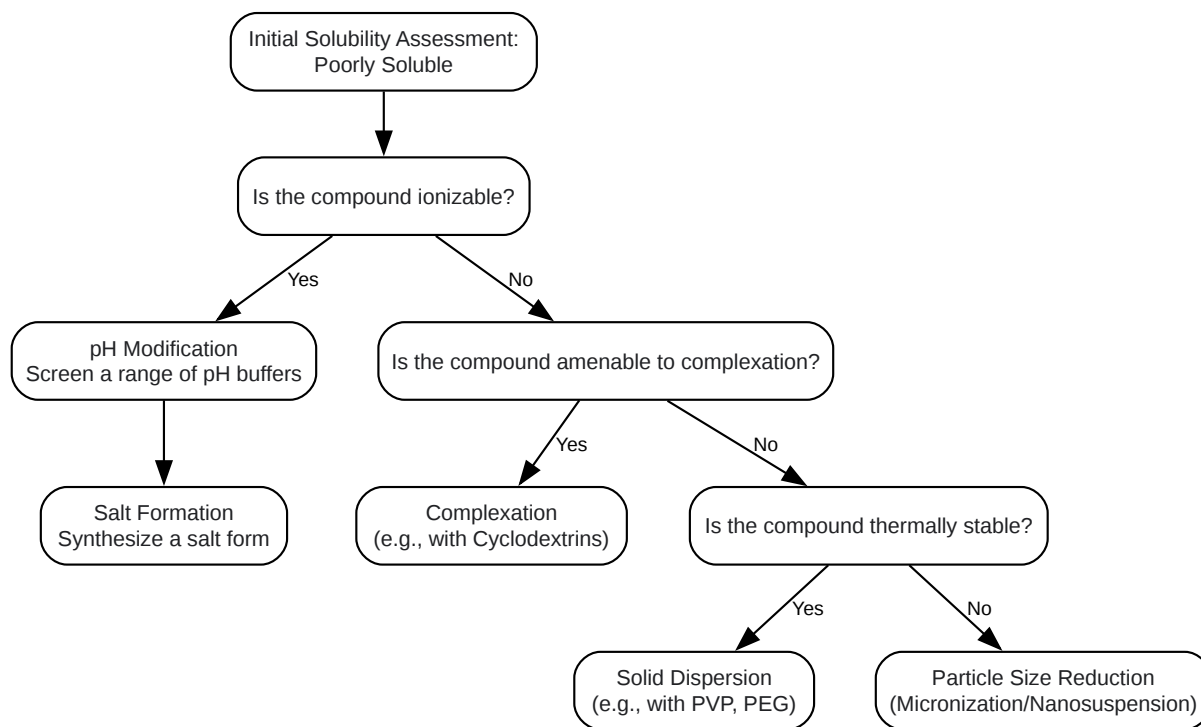 Initial Solubility Assessment:
Poorly Soluble
Is the compound ionizable?
Yes
No
pH Modification
Screen a range of pH buffers
Is the compound amenable to complexation?
Yes
No
Salt Formation
Synthesize a salt form
Complexation
(e.g., with Cyclodextrins)
Is the compound thermally stable?
Yes
No
Solid Dispersion
(e.g., with PVP, PEG)
Particle Size Reduction
(Micronization/Nanosuspension)